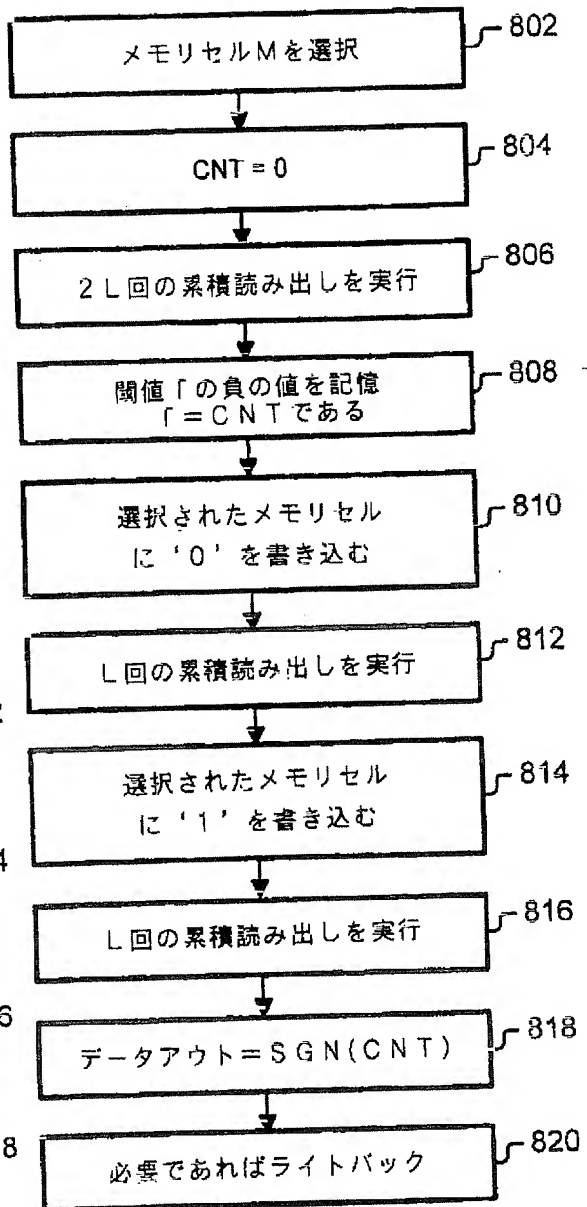 メモリセルMを選択
802
CNT = 0
804
2L回の累積読み出しを実行
806
閾値「の負の値を記憶
「=CNTである
808
選択されたメモリセル
に‘0’を書き込む
810
L回の累積読み出しを実行
812
選択されたメモリセル
に‘1’を書き込む
814
L回の累積読み出しを実行
816
データアウト=SGN(CNT)
818
必要であればライトバック
820
4
6
8